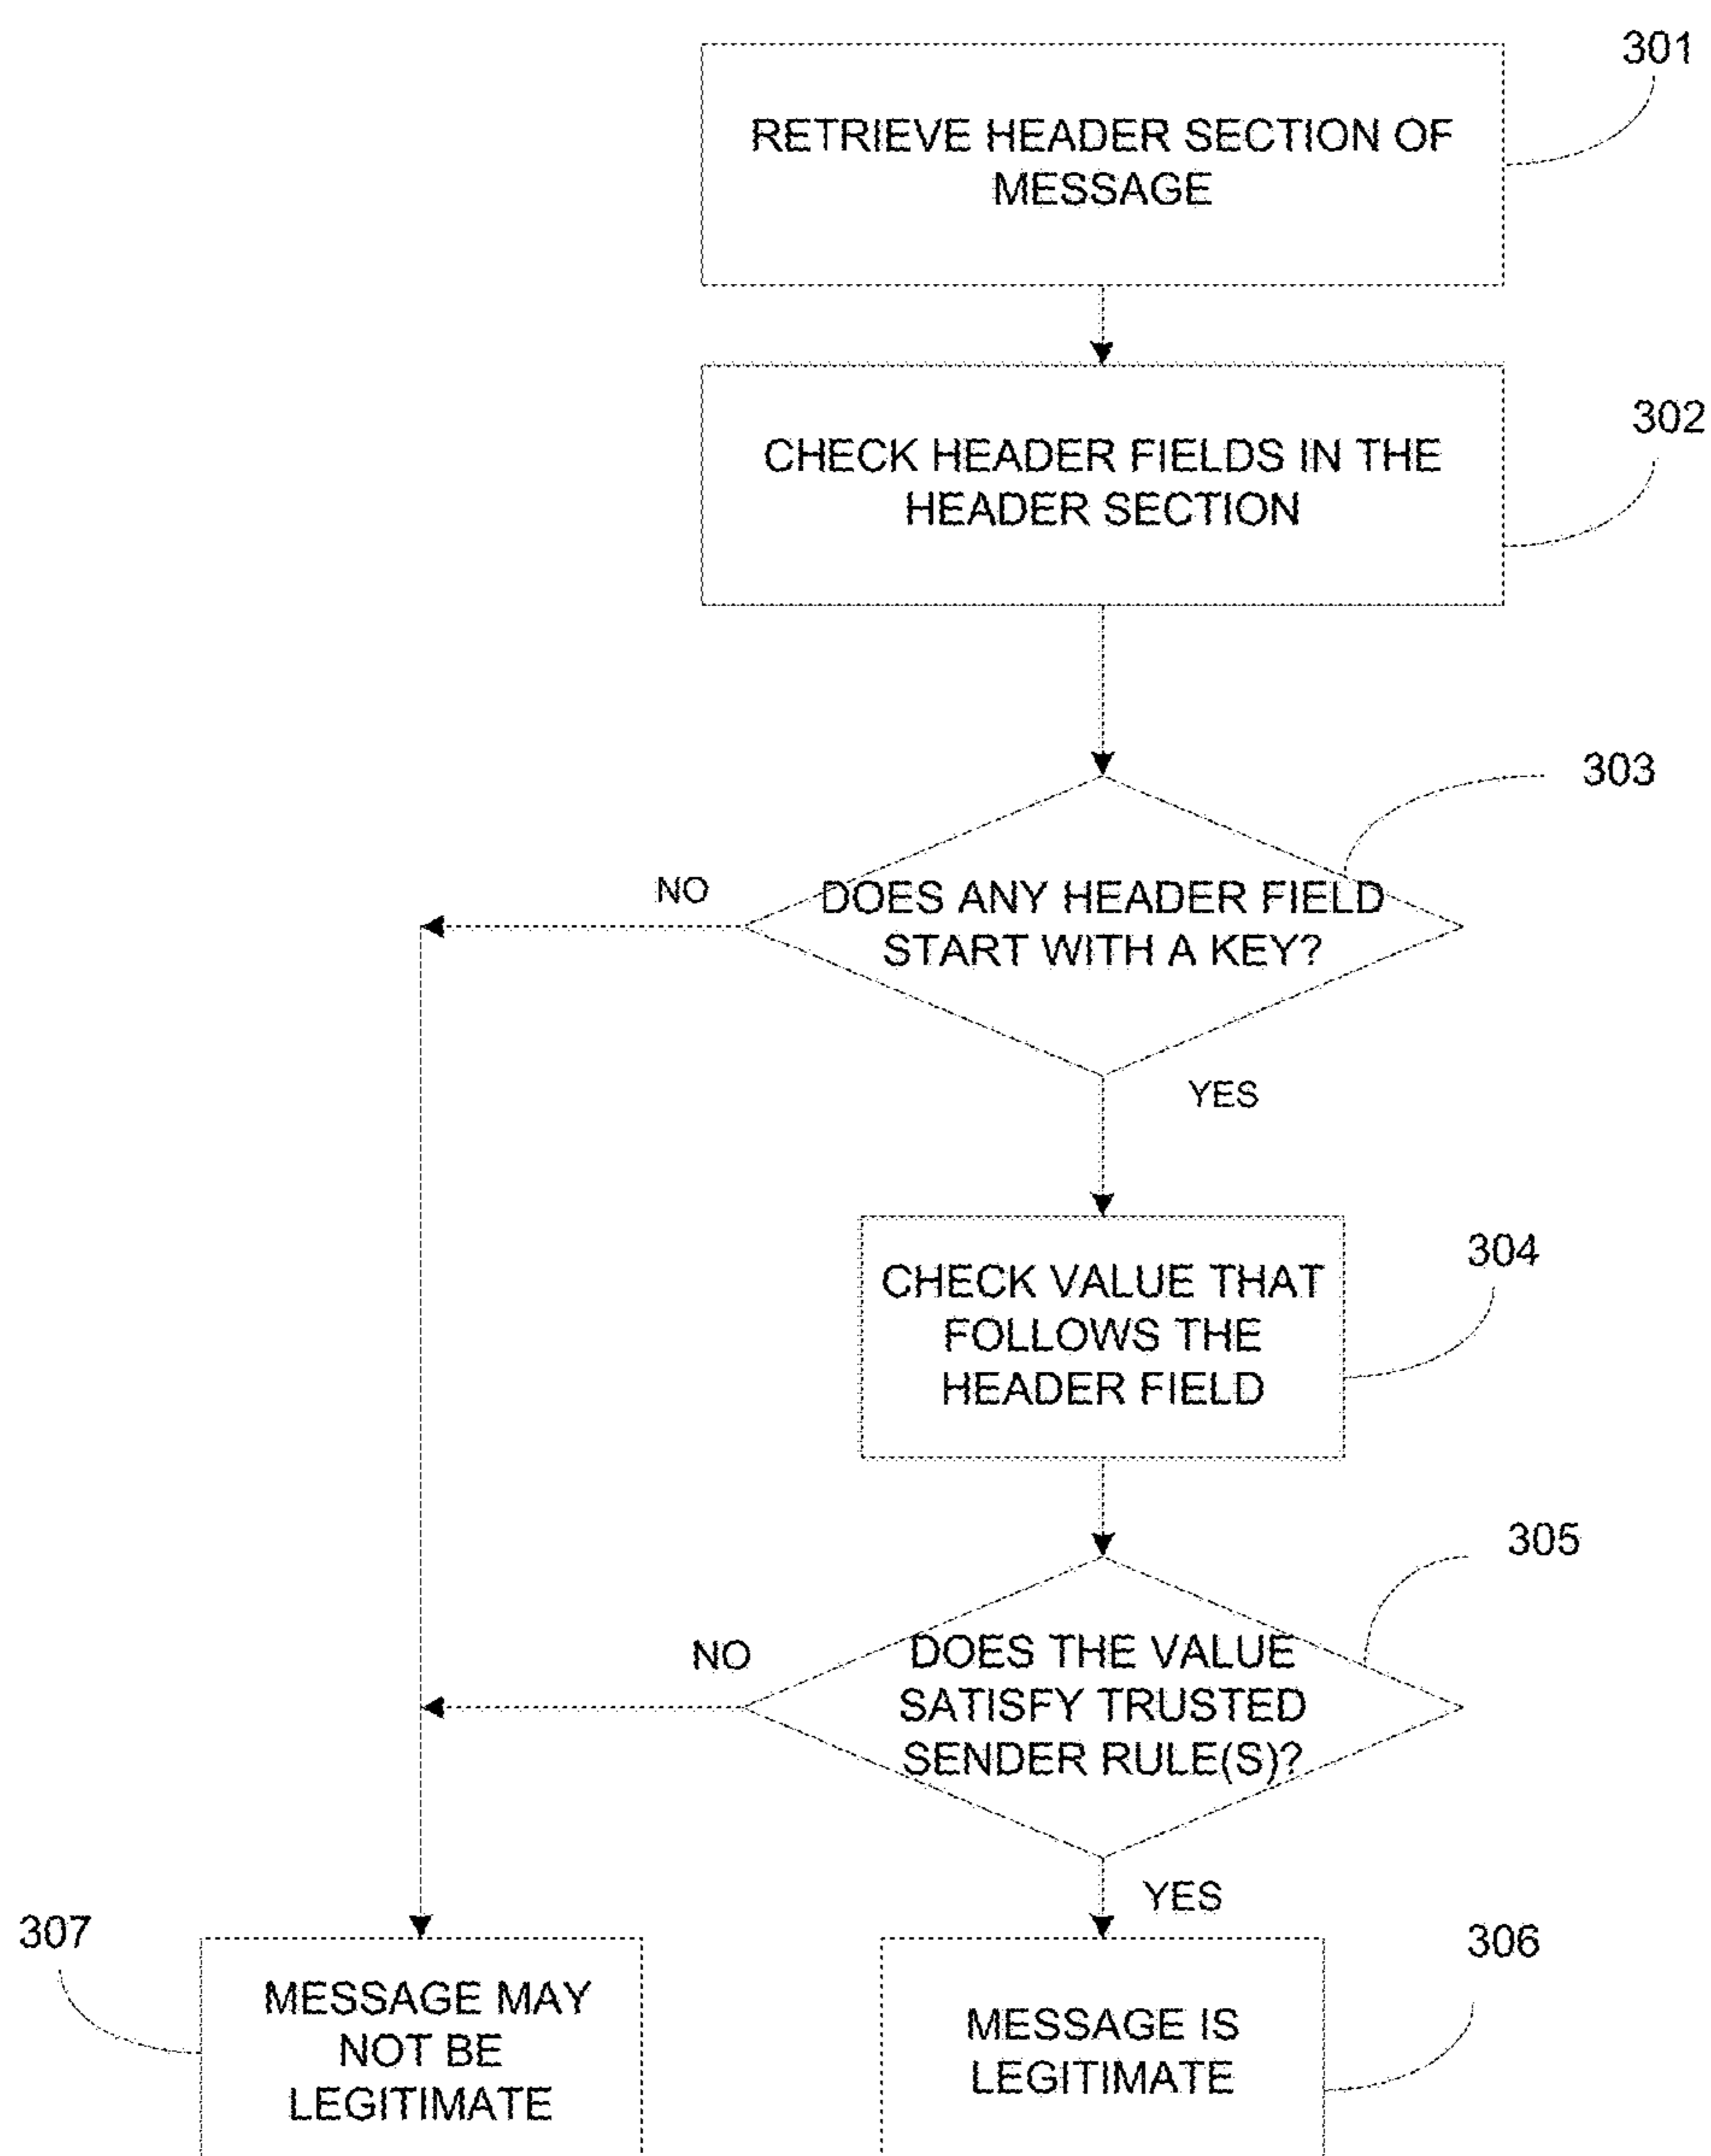 301
RETRIEVE HEADER SECTION OF
MESSAGE
302
CHECK HEADER FIELDS IN THE
HEADER SECTION
303
NO
DOES ANY HEADER FIELD
START WITH A KEY?
YES
304
CHECK VALUE THAT
FOLLOWS THE
HEADER FIELD
305
NO
DOES THE VALUE
SATISFY TRUSTED
SENDER RULE(S)?
YES
307
MESSAGE MAY
NOT BE
LEGITIMATE
306
MESSAGE IS
LEGITIMATE